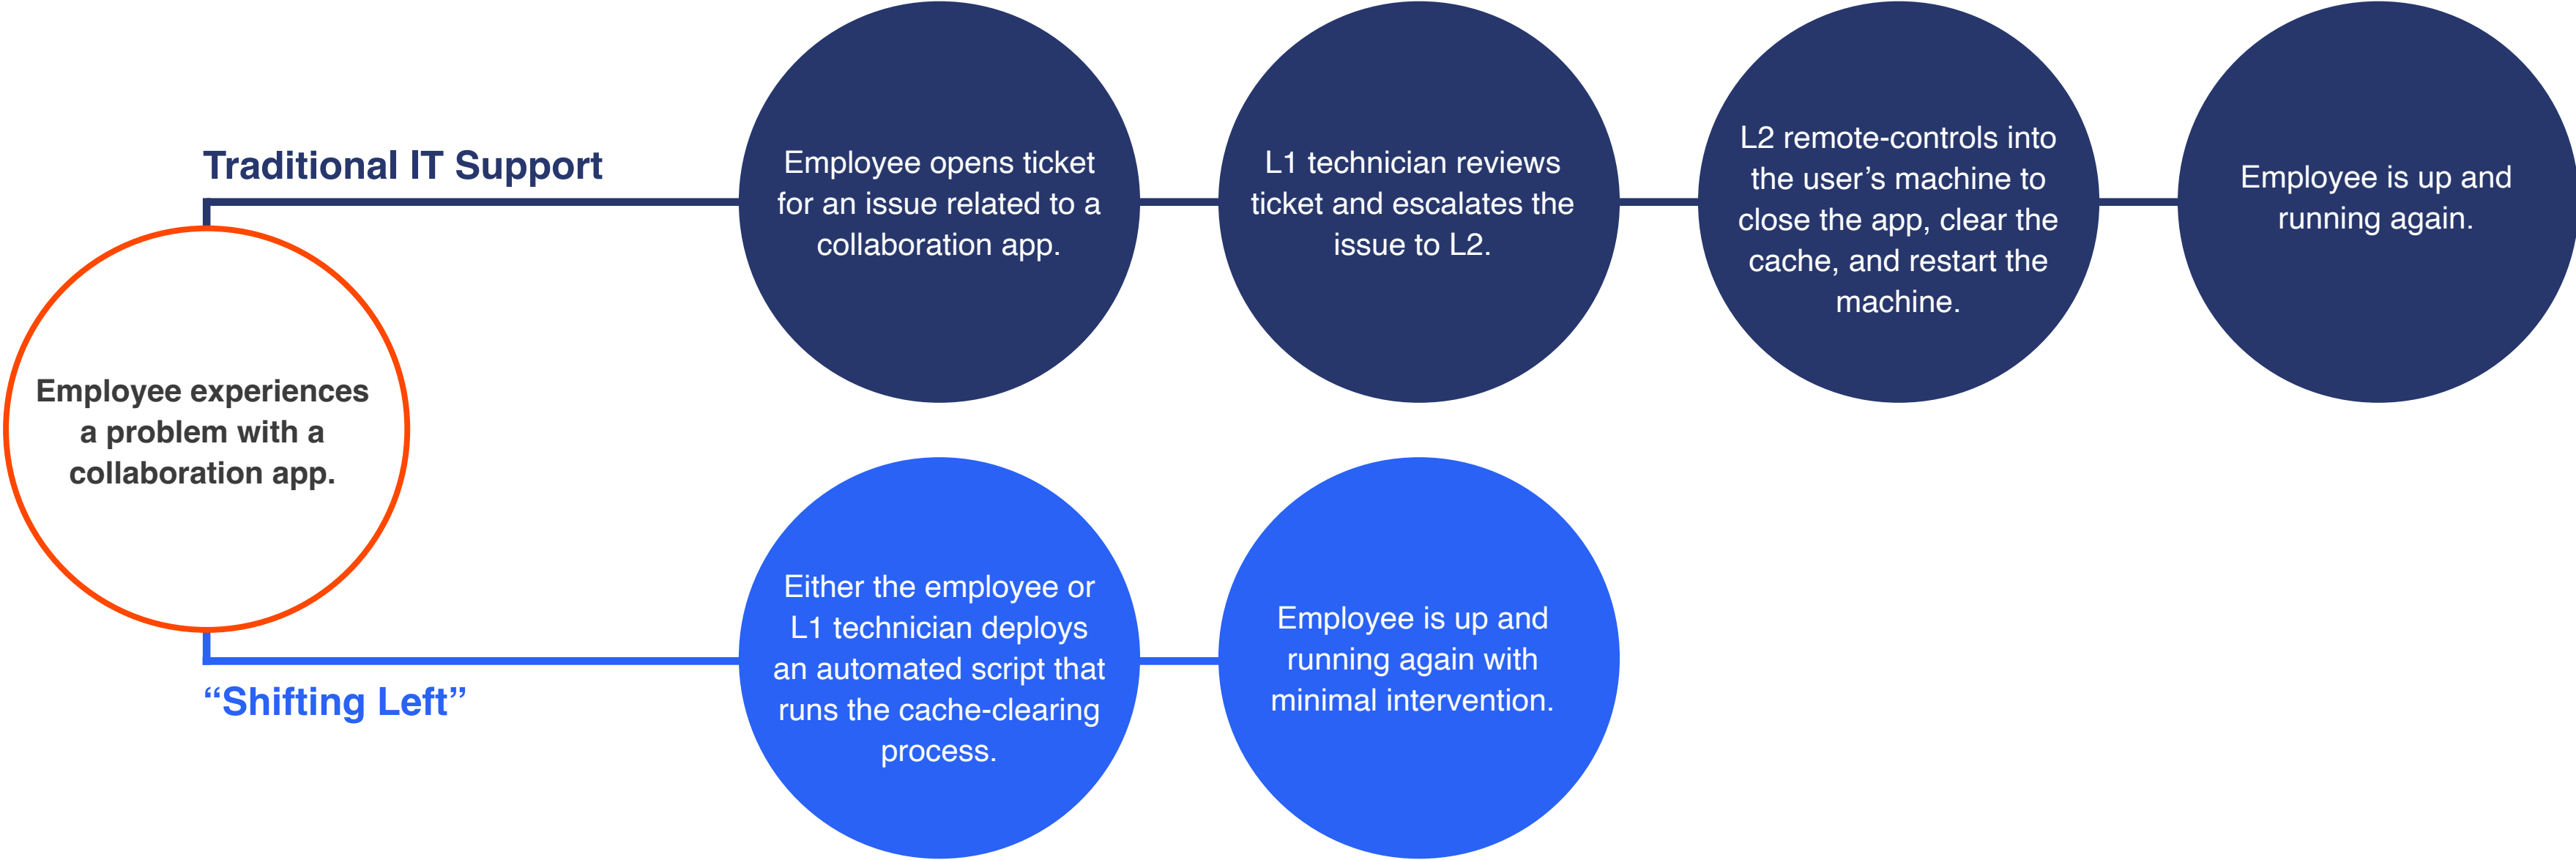 Traditional IT Support
Employee opens ticket
for an issue related to a
collaboration app.
L1 technician reviews
ticket and escalates the
issue to L2.
L2 remote-controls into
the user’s machine to
close the app, clear the
cache, and restart the
machine.
Employee is up and
running again.
Employee experiences
a problem with a
collaboration app.
Either the employee or
L1 technician deploys
an automated script that
runs the cache-clearing
process.
Employee is up and
running again with
minimal intervention.
“Shifting Left”